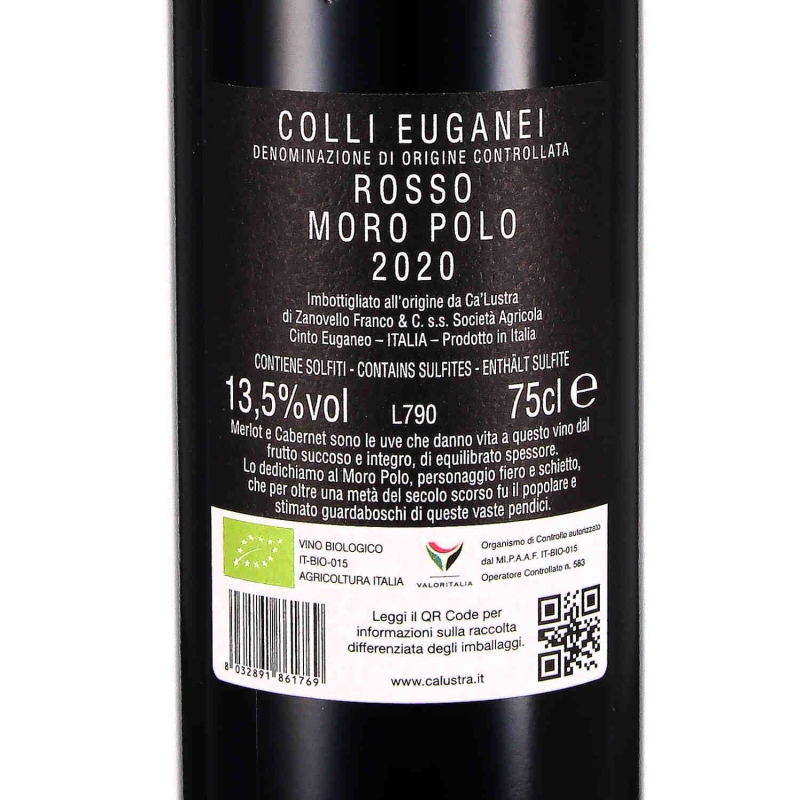 COLLI EUGANEI
DENOMINAZIONE DI ORIGINE CONTROLLATA
ROSSO
MORO POLO
2020
Imbottigliato all'origine da Ca'Lustra
di Zanovello Franco & C. s.s. Società Agricola
Cinto Euganeo – ITALIA – Prodotto in Italia
CONTIENE SOLFITI - CONTAINS SULFITES - ENTHÄLT SULFITE
13,5%vol L790 75cl e
Merlot e Cabernet sono le uve che danno vita a questo vino dal
frutto succoso e integro, di equilibrato spessore.
Lo dedichiamo al Moro Polo, personaggio fiero e schietto,
che per oltre una metà del secolo scorso fu il popolare e
stimato guardaboschi di queste vaste pendici.
VINO BIOLOGICO
IT-BIO-015
AGRICOLTURA ITALIA
VALORITALIA
Organismo di Controllo autorizzato
dal MI.P.A.A.F. IT-BIO-015
Operatore Controllato n. 583
Leggi il QR Code per
informazioni sulla raccolta
differenziata degli imballaggi.
www.calustra.it
8 032891 861769